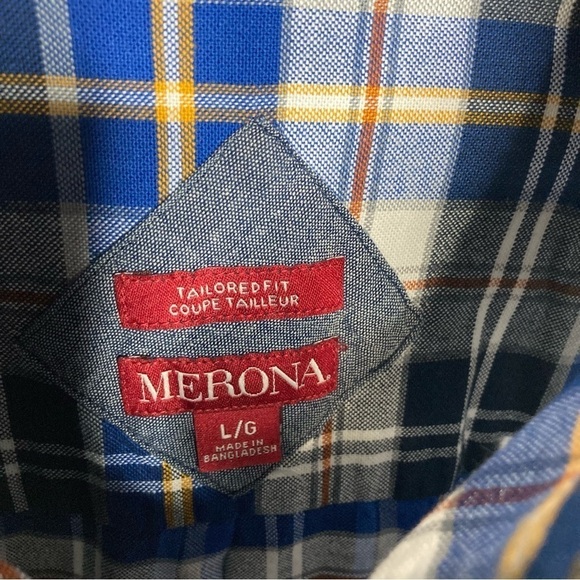 TAILORED FIT
COUPE TAILLEUR
MERONA
L/G
MADE IN
BANGLADESH